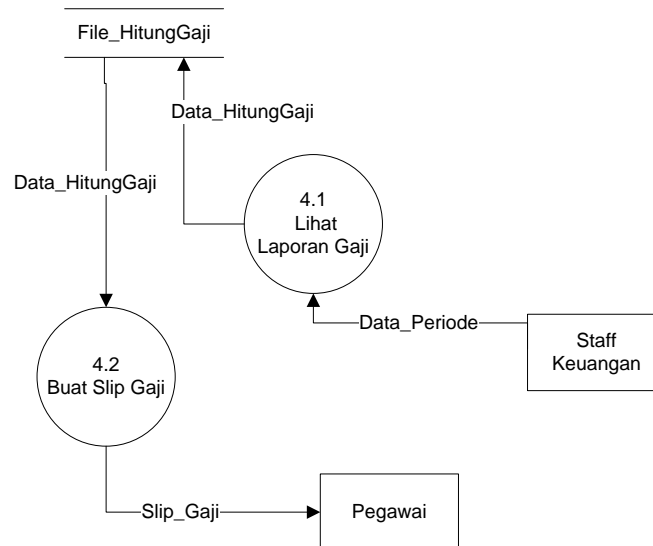 File_HitungGaji
Data_HitungGaji
Data_HitungGaji
4.1
Lihat
Laporan Gaji
Data_Periode
Staff
Keuangan
4.2
Buat Slip Gaji
Slip_Gaji
Pegawai